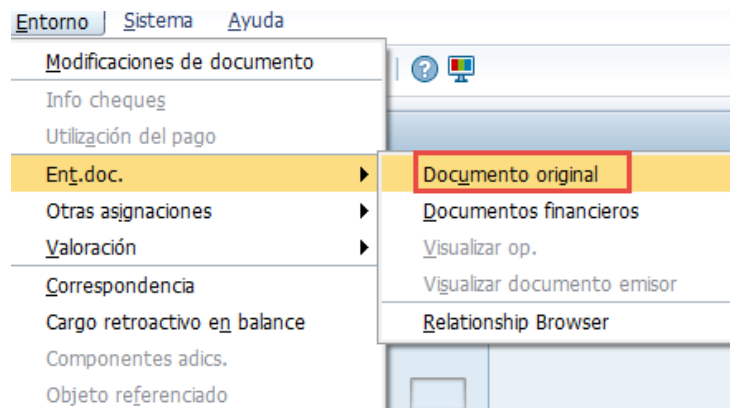 Entorno Sistema Ayuda
Modificaciones de documento
Info cheques
Utilización del pago
Ent.doc.
Documento original
Otras asignaciones
Documentos financieros
Valoración
Visualizar op.
Correspondencia
Visualizar documento emisor
Cargo retroactivo en balance
Relationship Browser
Componentes adics.
Objeto referenciado